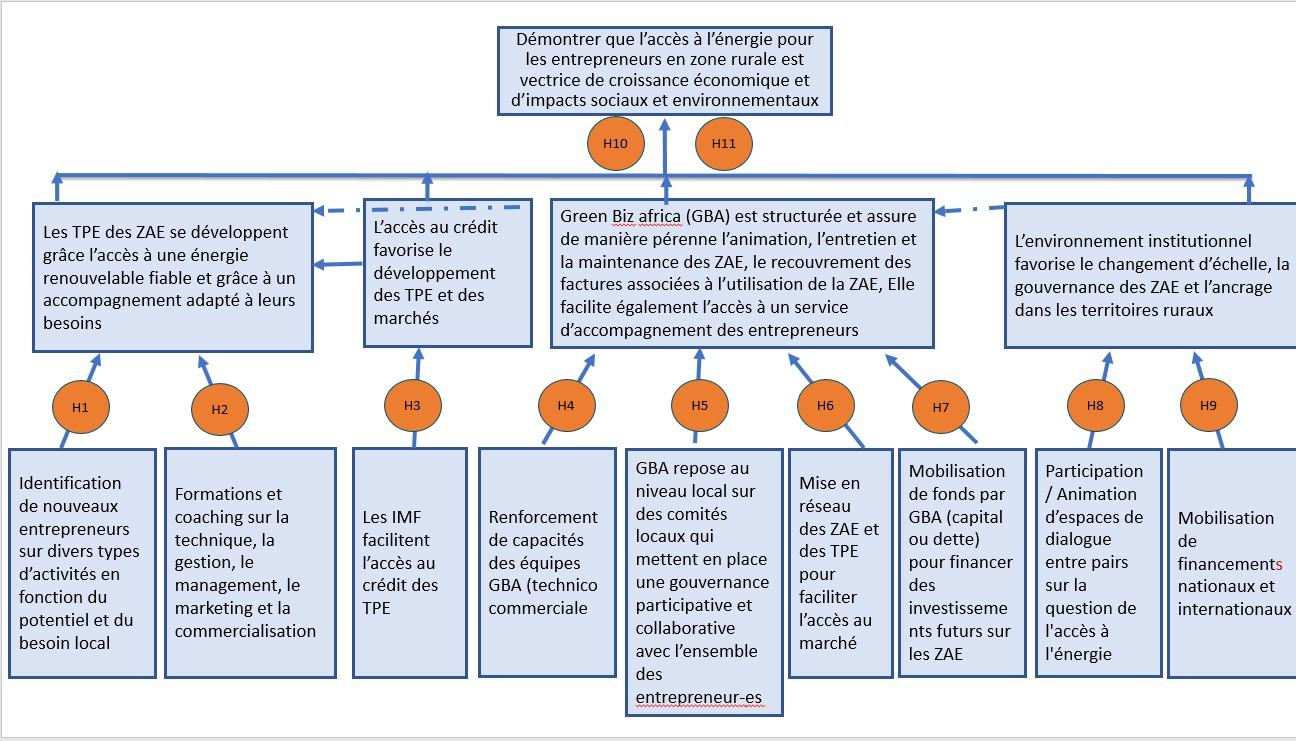 Démontrer que l’accès à l’énergie pour
les entrepreneurs en zone rurale est
vectrice de croissance économique et
d’impacts sociaux et environnementaux
H10
H11
Les TPE des ZAE se développent
grâce l’accès à une énergie
renouvelable fiable et grâce à un
accompagnement adapté à leurs
besoins
L’accès au crédit
favorise le
développement
des TPE et des
marchés
Green Biz africa (GBA) est structurée et assure
de manière pérenne l’animation, l’entretien et
la maintenance des ZAE, le recouvrement des
factures associées à l’utilisation de la ZAE, Elle
facilite également l’accès à un service
d’accompagnement des entrepreneurs
L’environnement institutionnel
favorise le changement d’échelle, la
gouvernance des ZAE et l’ancrage
dans les territoires ruraux
H1
H2
H3
H4
H5
H6
H7
H8
H9
Identification
de nouveaux
entrepreneurs
sur divers types
d’activités en
fonction du
potentiel et du
besoin local
Formations et
coaching sur la
technique, la
gestion, le
management, le
marketing et la
commercialisation
Les IMF
facilitent
l’accès au
crédit des
TPE
Renforcement
de capacités
des équipes
GBA (technico
commerciale
GBA repose au
niveau local sur
des comités
locaux qui
mettent en place
une gouvernance
participative et
collaborative
avec l’ensemble
des
entrepreneur-es
Mise en
réseau
des ZAE et
des TPE
pour
faciliter
l’accès au
marché
Mobilisation
de fonds par
GBA (capital
ou dette)
pour financer
des
investisseme
nts futurs sur
les ZAE
Participation
/ Animation
d’espaces de
dialogue
entre pairs
sur la
question de
l'accès à
l'énergie
Mobilisation
de
financements
nationaux et
internationaux